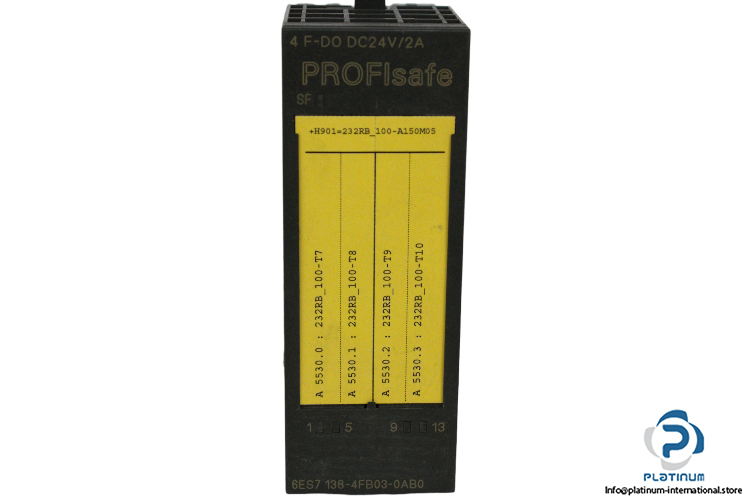 4 F-DO DC24V/2A
PROFIsafe
SF
+H901=232RB_100-A150M05
A 5530.0 : 232RB_100-T7
A 5530.1 : 232RB_100-T8
A 5530.2 : 232RB_100-T9
A 5530.3 : 232RB_100-T10
1 5 9 13
6ES7 138-4FB03-0AB0
PLATINUM
Info@platinum-international.store